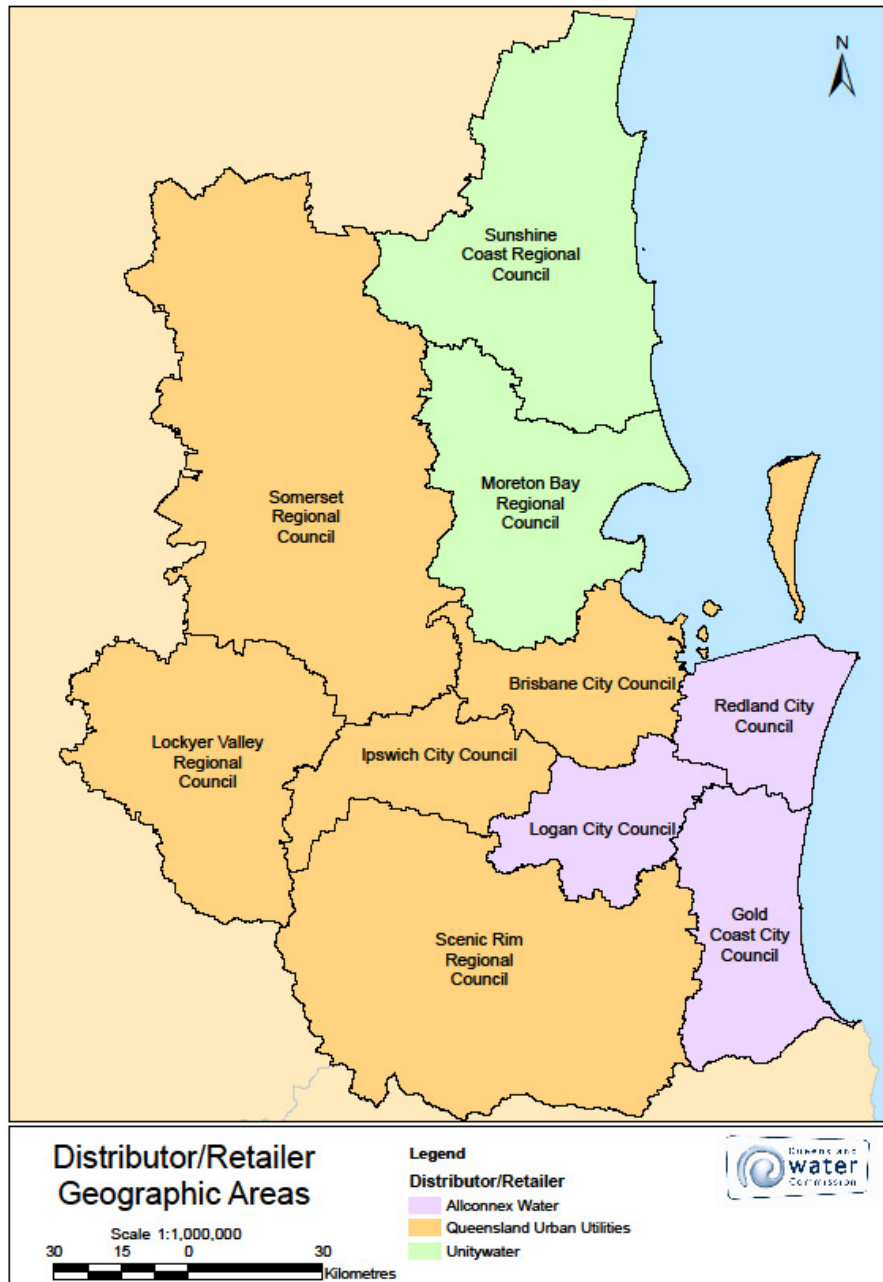 N
Sunshine
Coast Regional
Council
Moreton Bay
Regional
Council
Somerset
Regional
Council
Brisbane City Council
Redland City
Council
Lockyer Valley
Regional
Council
Ipswich City Council
Logan City Council
Gold
Coast City
Council
Scenic Rim
Regional
Council
Distributor/Retailer
Geographic Areas
Scale 1:1,000,000
30 15 0 30
Kilometres
Legend
Distributor/Retailer
Allconnex Water
Queensland Urban Utilities
Unitywater
Queensland
water
Commission